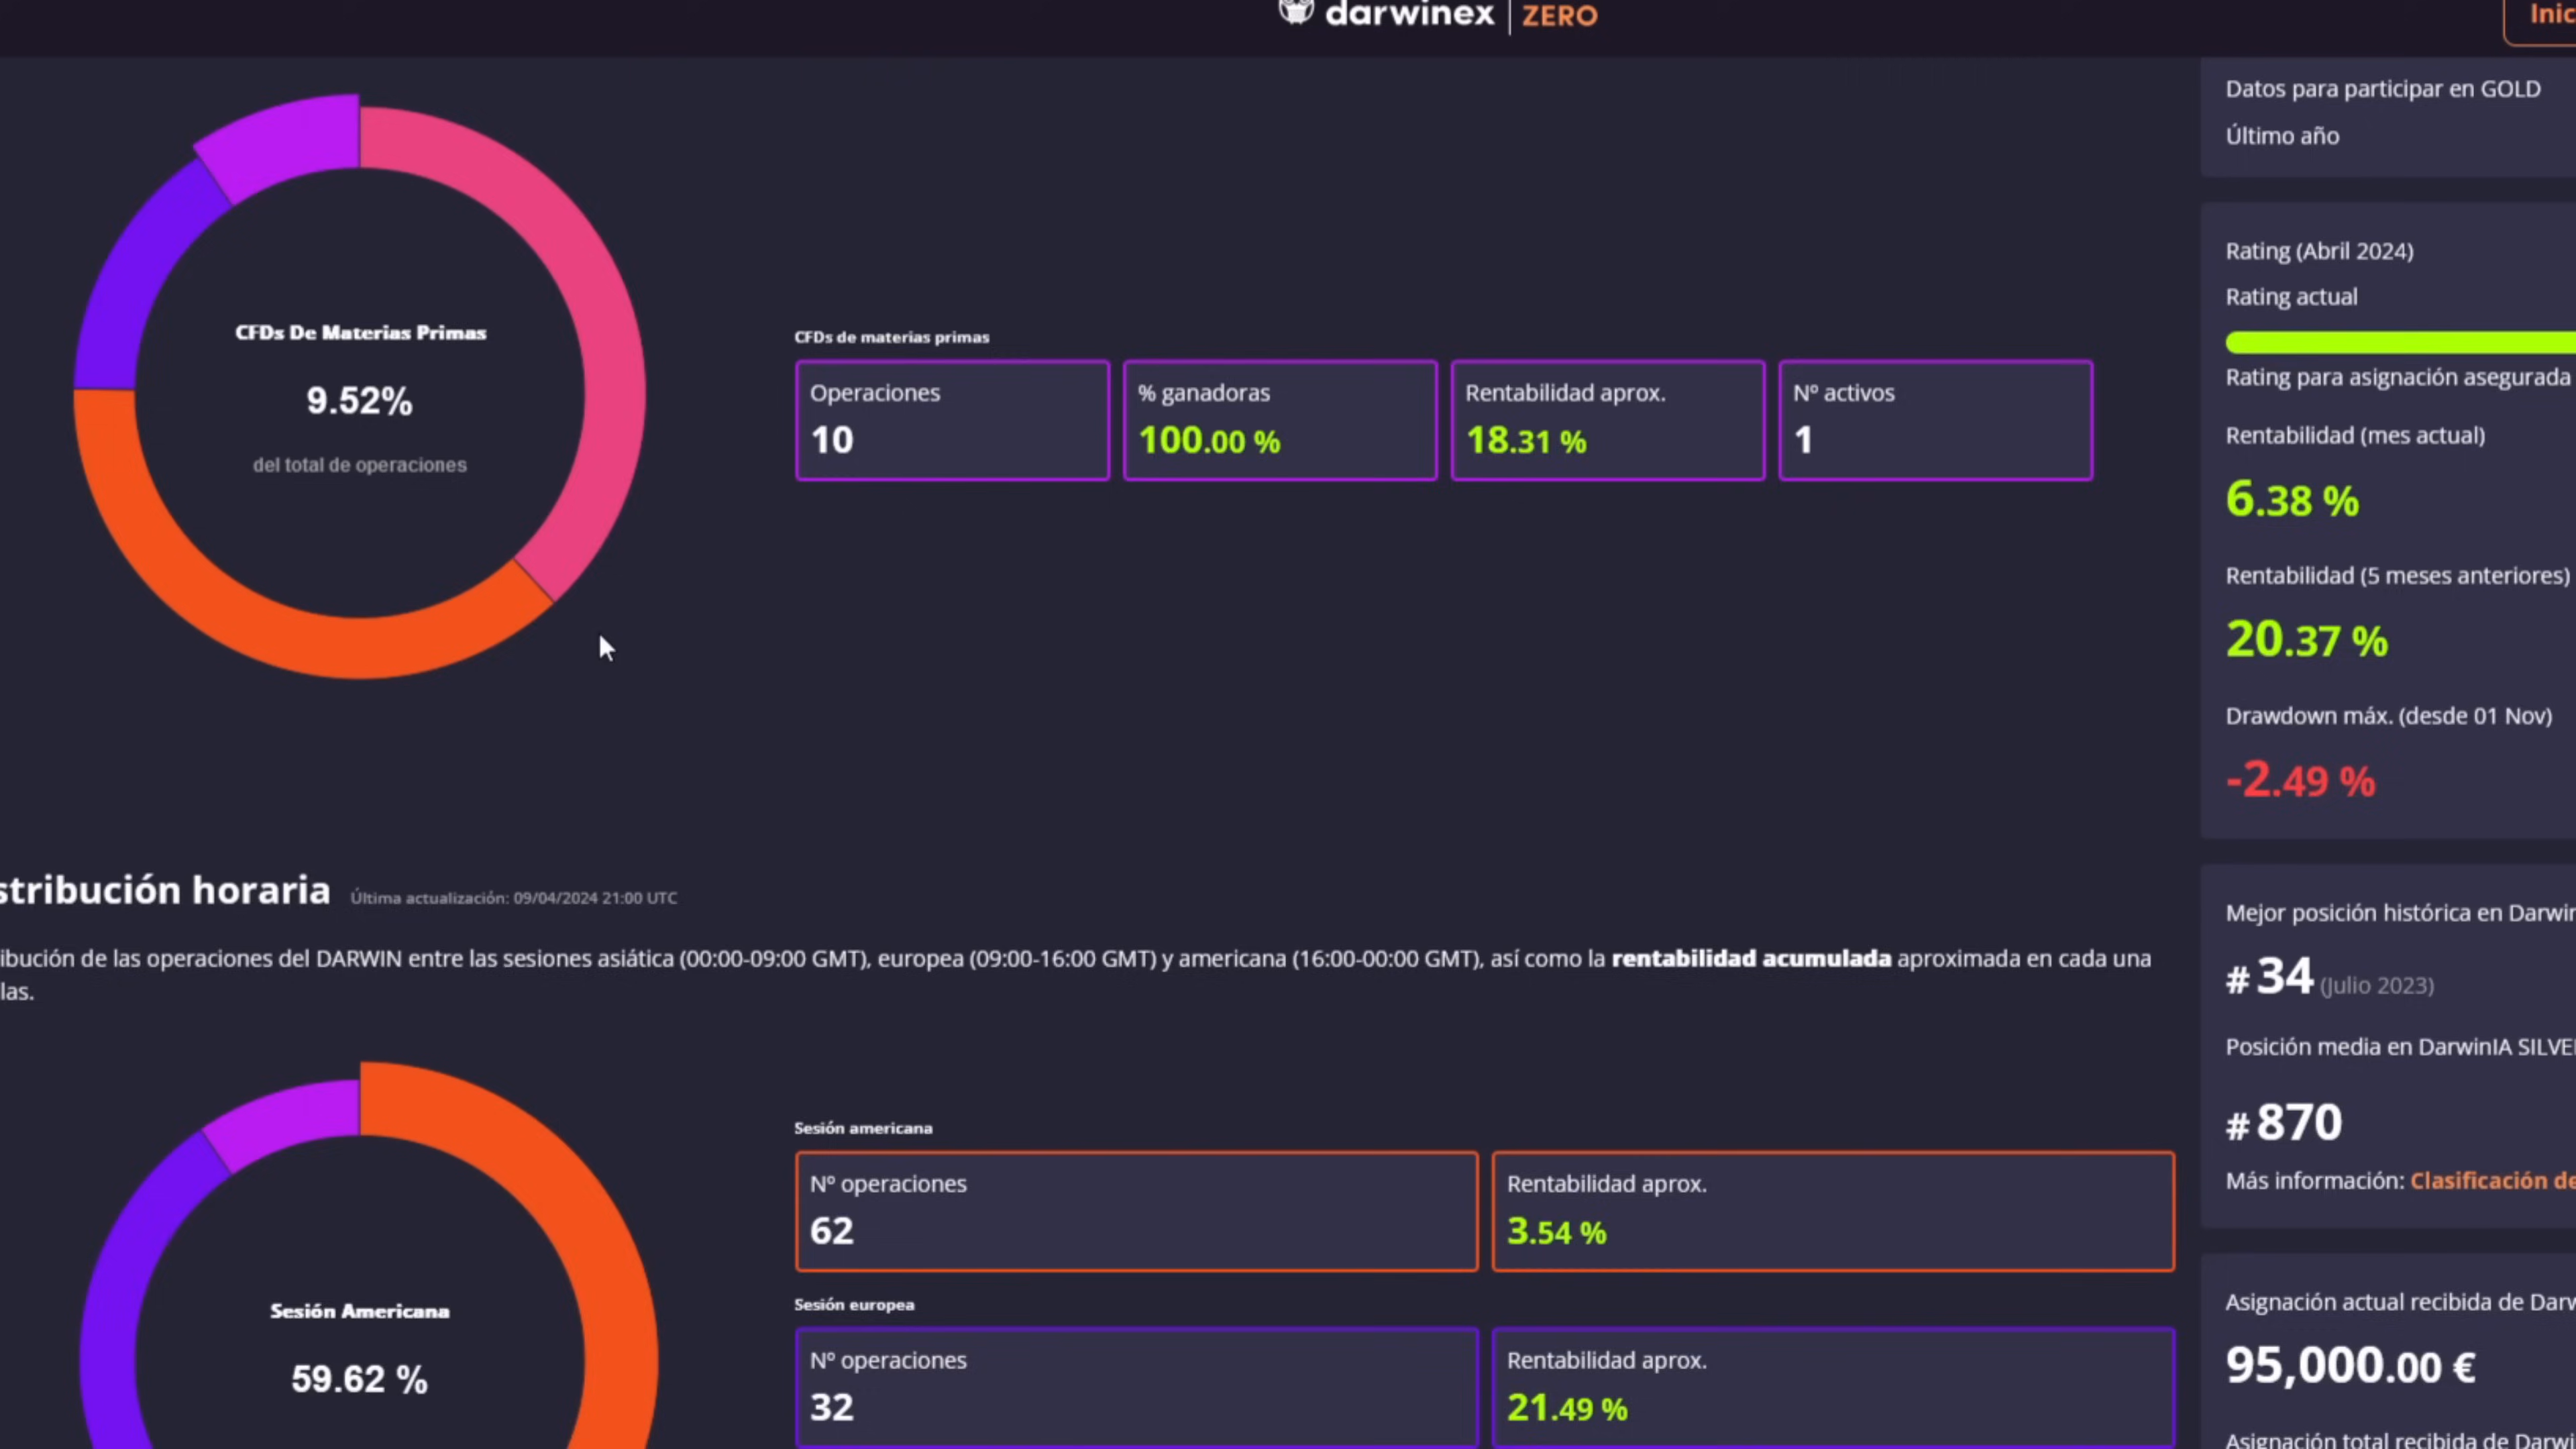 darwinex | ZERO
Inic
CFDs De Materias Primas
9.52%
del total de operaciones
CFDs de materias primas
Operaciones
10
% ganadoras
100.00 %
Rentabilidad aprox.
18.31 %
Nº activos
1
Datos para participar en GOLD
Último año
Rating (Abril 2024)
Rating actual
Rating para asignación asegurada
Rentabilidad (mes actual)
6.38 %
Rentabilidad (5 meses anteriores)
20.37 %
Drawdown máx. (desde 01 Nov)
-2.49 %
stribución horaria Última actualización: 09/04/2024 21:00 UTC
ibución de las operaciones del DARWIN entre las sesiones asiática (00:00-09:00 GMT), europea (09:00-16:00 GMT) y americana (16:00-00:00 GMT), así como la rentabilidad acumulada aproximada en cada una
las.
Sesión Americana
59.62 %
Sesión americana
Nº operaciones
62
Rentabilidad aprox.
3.54 %
Sesión europea
Nº operaciones
32
Rentabilidad aprox.
21.49 %
Mejor posición histórica en Darwin
# 34 (Julio 2023)
Posición media en DarwinIA SILVE
# 870
Más información: Clasificación de
Asignación actual recibida de Darw
95,000.00 €
Asignación total recibida de Darwi